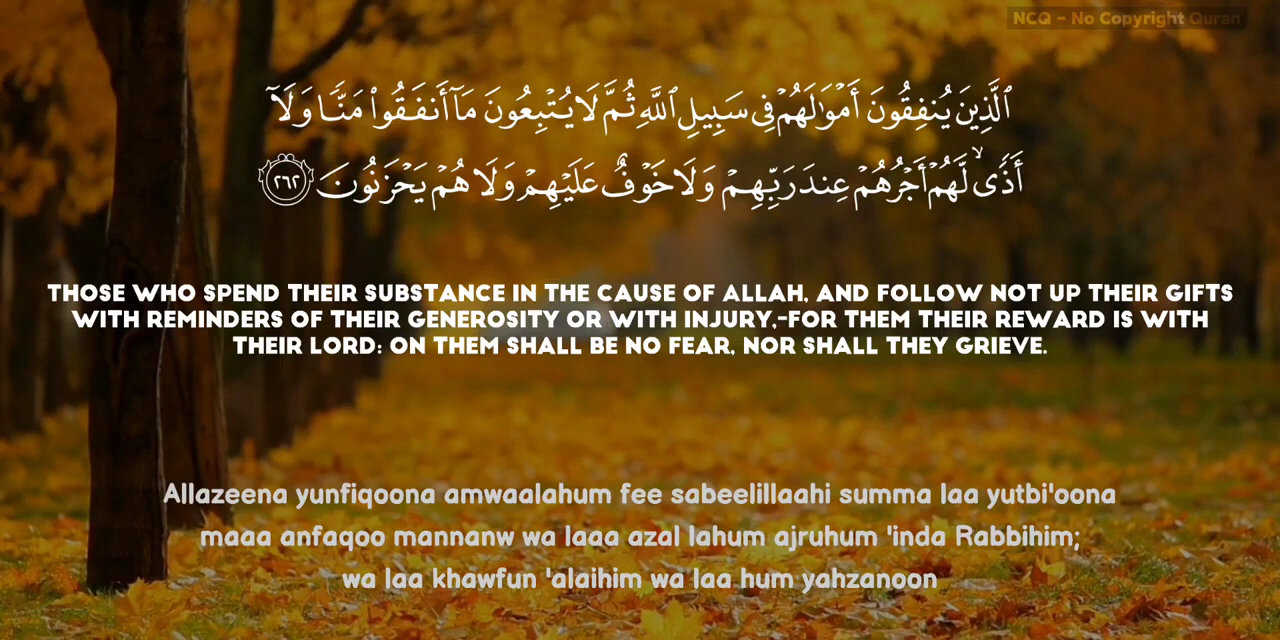 NCQ - No Copyright Quran
ٱلَّذِينَ يُنفِقُونَ أَمْوَٰلَهُمْ فِى سَبِيلِ ٱللَّهِ ثُمَّ لَا يُتْبِعُونَ مَآ أَنفَقُوا۟ مَنًّا وَلَآ
أَذًى ۙ لَّهُمْ أَجْرُهُمْ عِندَ رَبِّهِمْ وَلَا خَوْفٌ عَلَيْهِمْ وَلَا هُمْ يَحْزَنُونَ ٢٦٢
THOSE WHO SPEND THEIR SUBSTANCE IN THE CAUSE OF ALLAH, AND FOLLOW NOT UP THEIR GIFTS
WITH REMINDERS OF THEIR GENEROSITY OR WITH INJURY,-FOR THEM THEIR REWARD IS WITH
THEIR LORD: ON THEM SHALL BE NO FEAR, NOR SHALL THEY GRIEVE.
Allazeena yunfiqoona amwaalahum fee sabeelillaahi summa laa yutbi'oona
maaa anfaqoo mannanw wa laaa azal lahum ajruhum 'inda Rabbihim;
wa laa khawfun 'alaihim wa laa hum yahzanoon